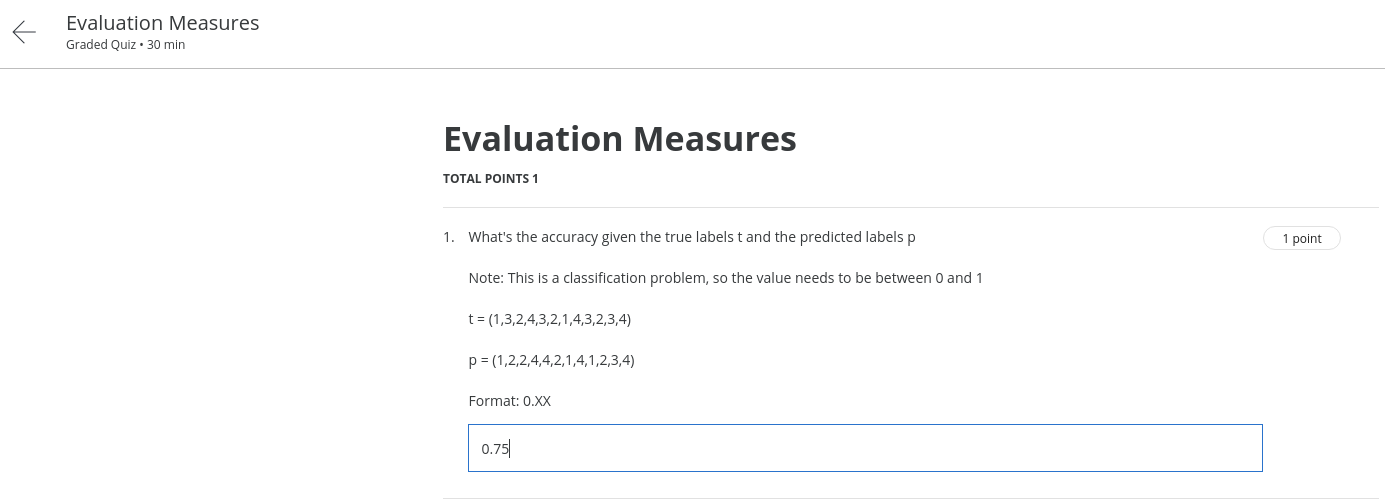 Evaluation Measures
Graded Quiz • 30 min
Evaluation Measures
TOTAL POINTS 1
1. What's the accuracy given the true labels t and the predicted labels p
1 point
Note: This is a classification problem, so the value needs to be between 0 and 1
t = (1,3,2,4,3,2,1,4,3,2,3,4)
p = (1,2,2,4,4,2,1,4,1,2,3,4)
Format: 0.XX
0.75